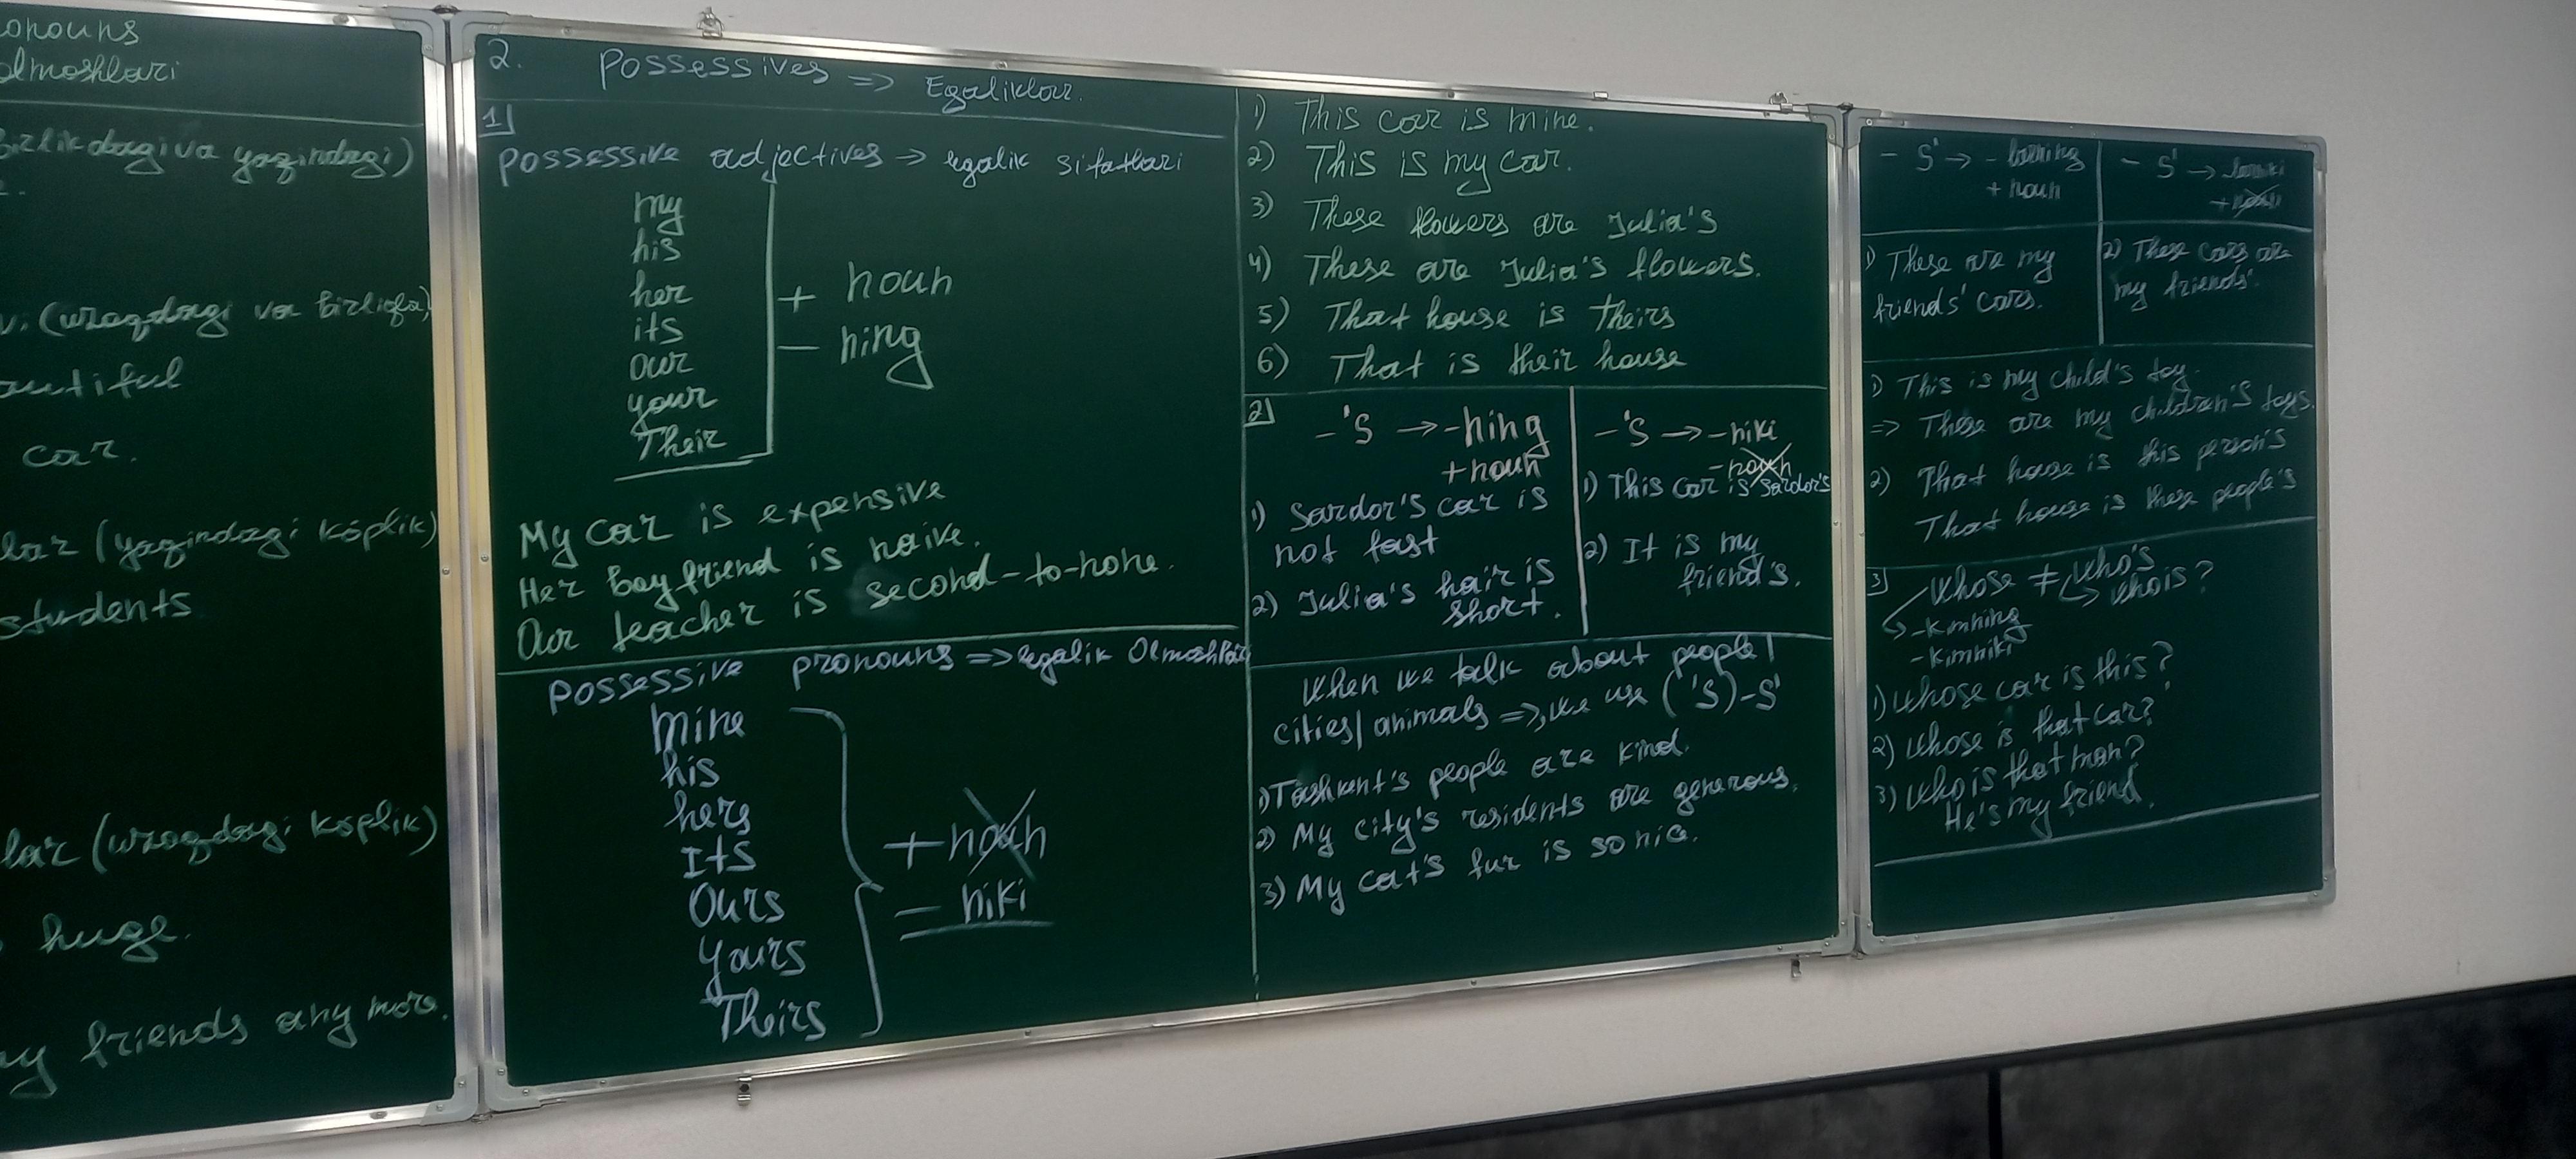 onouns
olmoshlari
birlikdagi va yaqindagi)
vi (uzoqdagi va birligla)
autiful
car.
lar (yaqindagi koplik)
students
lar (uzoqdagi koplik)
huge.
my friends any more.
2. Possessives => Egaliklar.
1]
Possessive adjectives → egalik sifatlari
my
his
her
its
our
your
Their
+ noun
- ning
My car is expensive
Her boyfriend is naive.
Our teacher is second-to-none.
Possessive pronouns => egalik Olmoshlari
mine
his
hers
Its
Ours
Yours
Theirs
+ noun
= niki
1) This car is mine.
2) This is my car.
3) These flowers are Julia's
4) These are Julia's flowers.
5) That house is theirs
6) That is their house
2]
-'S → -ning
+ noun
1) Sardor's car is
not fast
2) Julia's hair is
short.
-'S → -niki
- noun
1) This car is Sardor's
2) It is my
friend's.
When we talk about people/
cities/animals =>, we use ('S)-S'
1) Tashkent's people are kind.
2) My city's residents are generous.
3) My cat's fur is so nice.
- S' → - larning
+ noun
- S' → larniki
+ noun
1) These are my
friends' cars.
2) These cars are
my friends'.
1) This is my child's toy.
=> These are my children's toys.
2) That house is this person's
That house is these people's
3] Whose ≠ Who's
who is?
-Kimning
-Kimniki
1) Whose car is this?
2) Whose is that car?
3) Who is that man?
He's my friend.